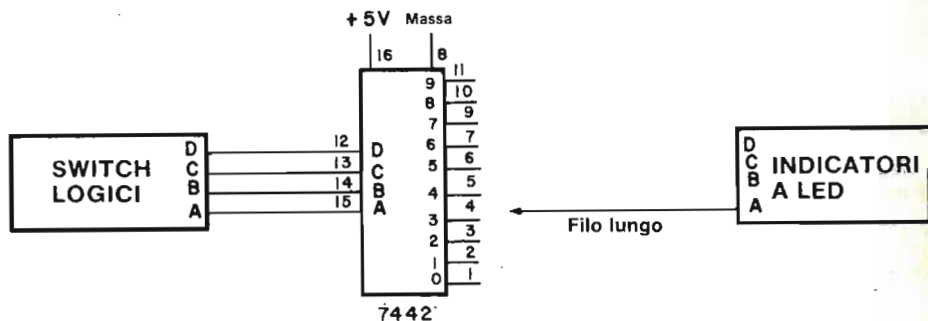 + 5V Massa
16 8
SWITCH
LOGICI
D
C
B
A
12
13
14
15
D
C
B
A
9
8
7
6
5
4
3
2
1
0
11
10
9
7
6
5
4
3
2
1
7442
Filo lungo
D
C
B
A
INDICATORI
A LED